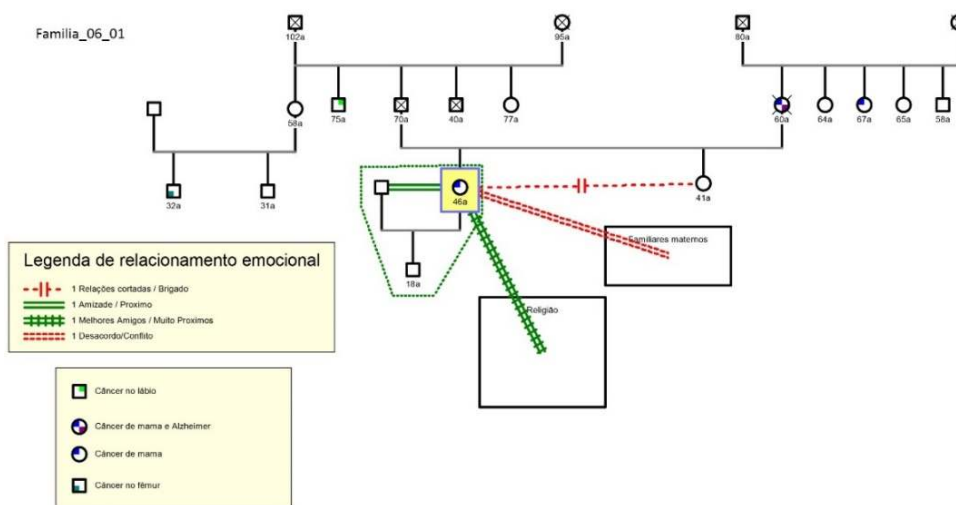 Familia_06_01
102a
95a
80a
58a
75a
70a
40a
77a
60a
64a
67a
65a
58a
32a
31a
46a
41a
18a
Familiares maternos
Religião
Legenda de relacionamento emocional
1 Relações cortadas / Brigado
1 Amizade / Proximo
1 Melhores Amigos / Muito Proximos
1 Desacordo/Conflito
Câncer no lábio
Câncer de mama e Alzheimer
Câncer de mama
Câncer no fêmur